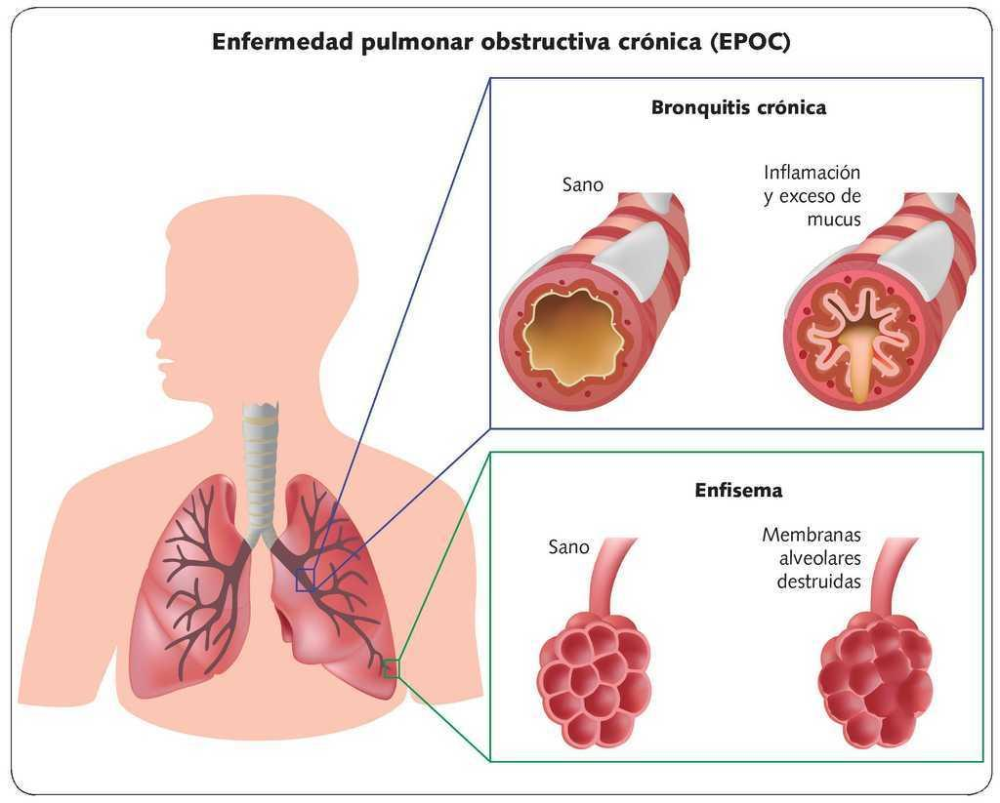 Enfermedad pulmonar obstructiva crónica (EPOC)
Bronquitis crónica
Sano
Inflamación
y exceso de
mucus
Enfisema
Sano
Membranas
alveolares
destruidas